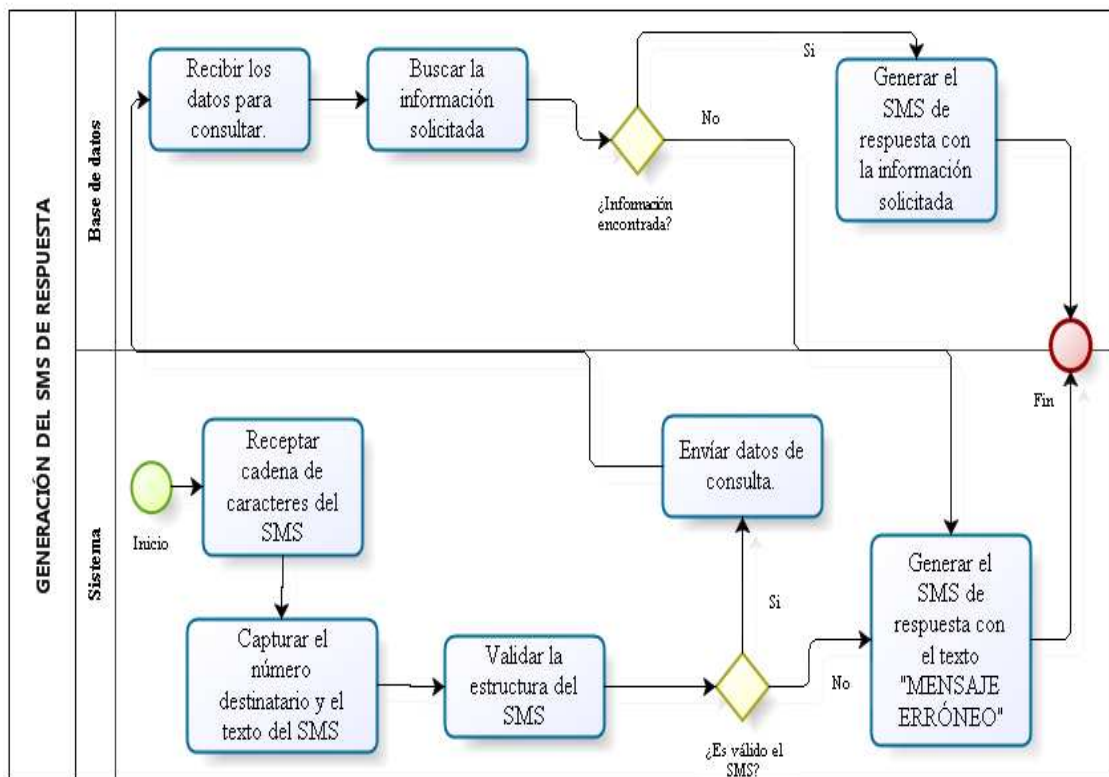 GENERACIÓN DEL SMS DE RESPUESTA
Base de datos
Recibir los
datos para
consultar.
Buscar la
información
solicitada
¿Información
encontrada?
Si
No
Generar el
SMS de
respuesta con
la información
solicitada
Sistema
Inicio
Receptar
cadena de
caracteres del
SMS
Capturar el
número
destinatario y el
texto del SMS
Validar la
estructura del
SMS
¿Es válido el
SMS?
Si
No
Envíar datos de
consulta.
Generar el
SMS de
respuesta con
el texto
"MENSAJE
ERRÓNEO"
Fin